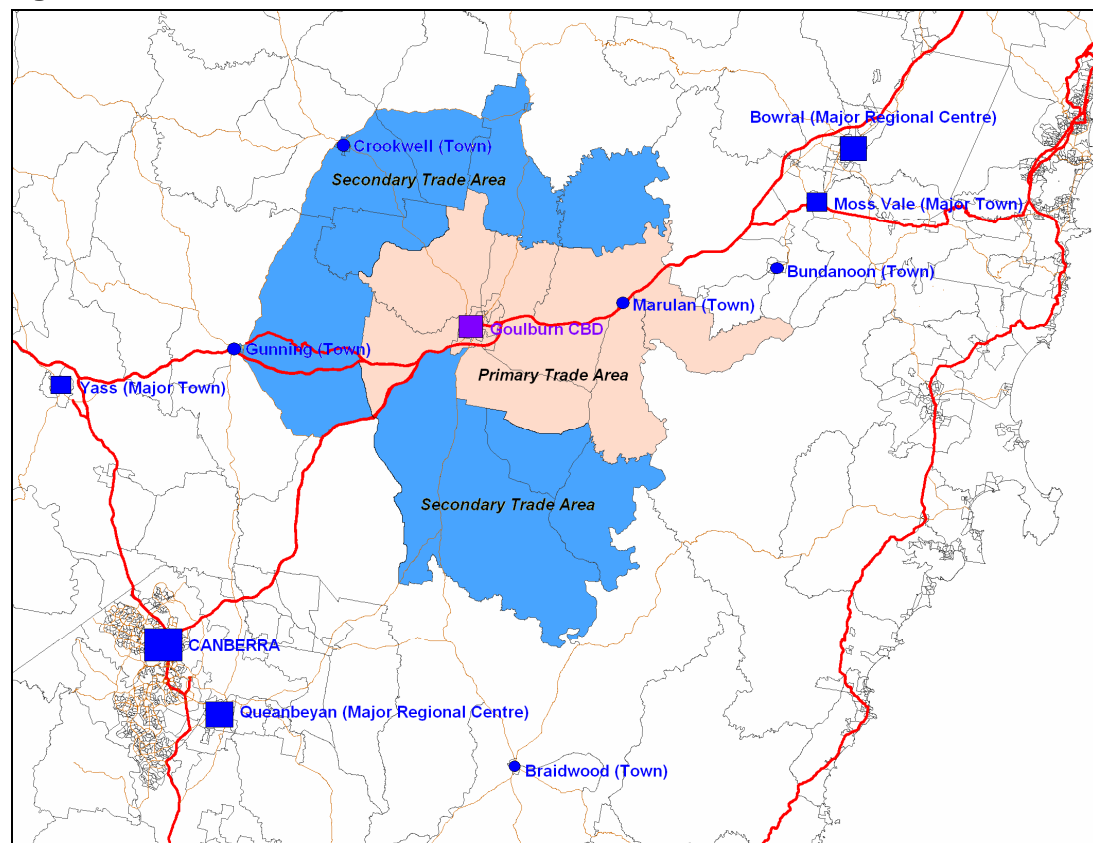 Bowral (Major Regional Centre)
Crookwell (Town)
Secondary Trade Area
Moss Vale (Major Town)
Bundanoon (Town)
Marulan (Town)
Goulburn CBD
Gunning (Town)
Primary Trade Area
Yass (Major Town)
Secondary Trade Area
CANBERRA
Queanbeyan (Major Regional Centre)
Braidwood (Town)